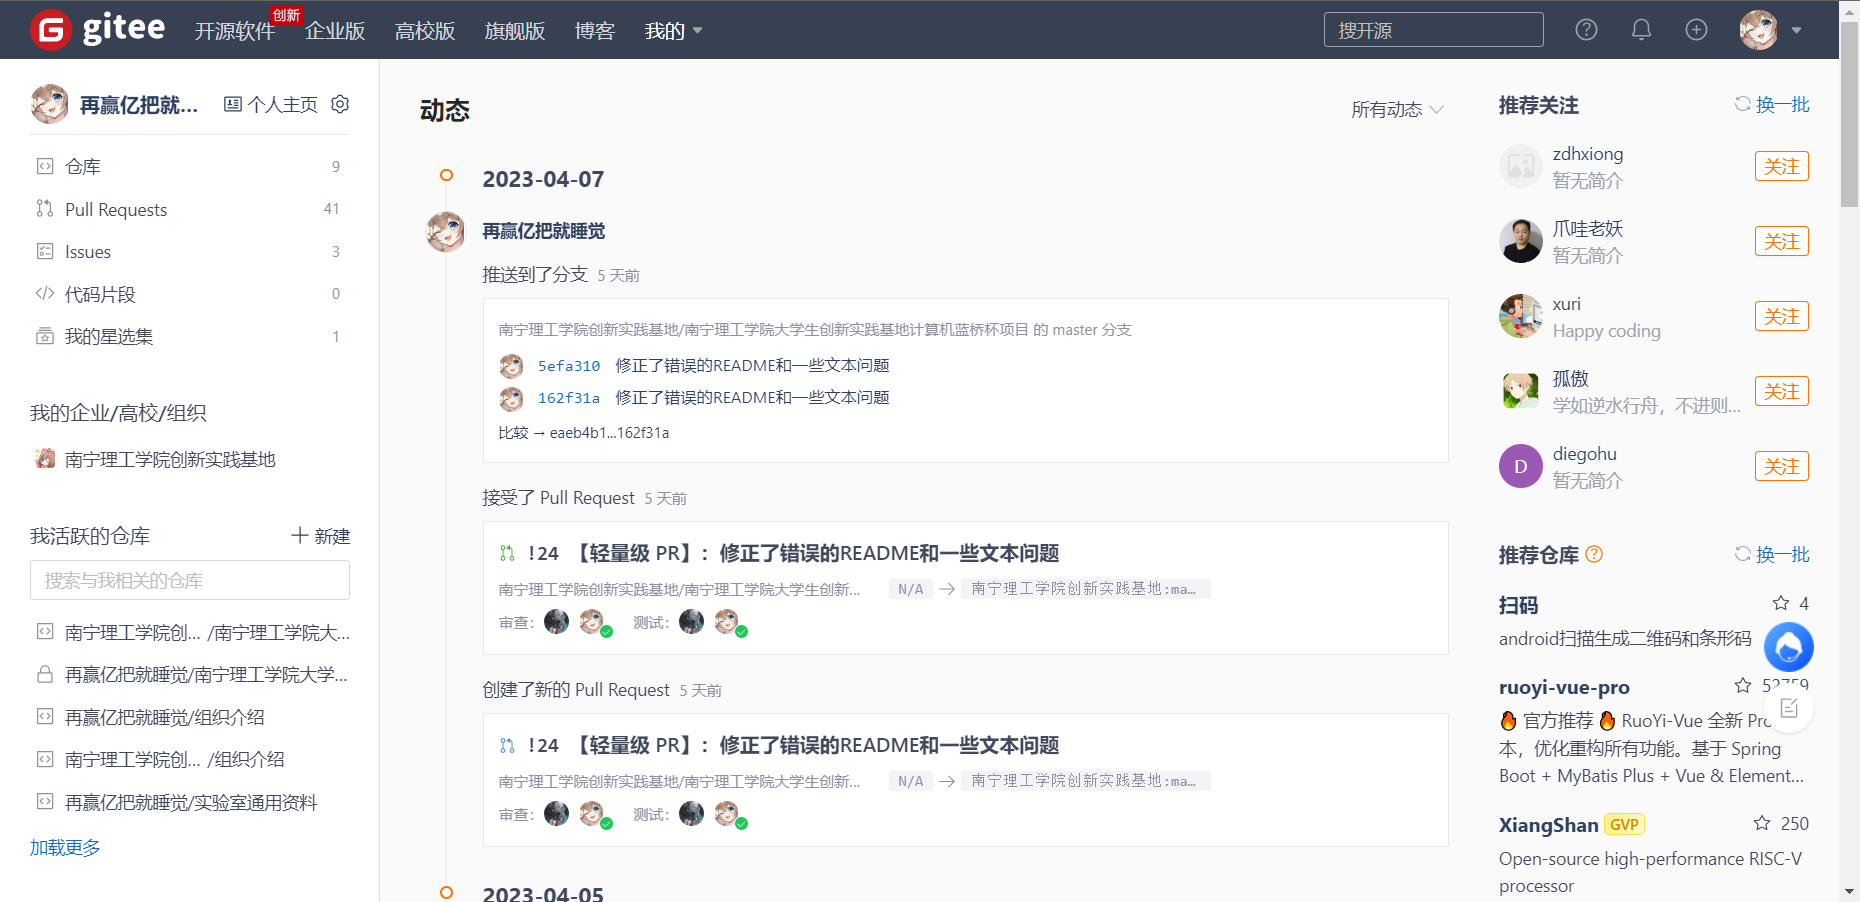 gitee
开源软件
创新
企业版
高校版
旗舰版
博客
我的
搜开源
再赢亿把就...
个人主页
仓库 9
Pull Requests 41
Issues 3
代码片段 0
我的星选集 1
我的企业/高校/组织
南宁理工学院创新实践基地
我活跃的仓库
新建
搜索与我相关的仓库
南宁理工学院创... /南宁理工学院大...
再赢亿把就睡觉/南宁理工学院大学...
再赢亿把就睡觉/组织介绍
南宁理工学院创... /组织介绍
再赢亿把就睡觉/实验室通用资料
加载更多
动态
所有动态
2023-04-07
再赢亿把就睡觉
推送到了分支 5 天前
南宁理工学院创新实践基地/南宁理工学院大学生创新实践基地计算机蓝桥杯项目 的 master 分支
5efa310 修正了错误的README和一些文本问题
162f31a 修正了错误的README和一些文本问题
比较 → eaeb4b1...162f31a
接受了 Pull Request 5 天前
!24 【轻量级 PR】：修正了错误的README和一些文本问题
南宁理工学院创新实践基地/南宁理工学院大学生创新... N/A → 南宁理工学院创新实践基地:ma...
审查： 测试：
创建了新的 Pull Request 5 天前
!24 【轻量级 PR】：修正了错误的README和一些文本问题
南宁理工学院创新实践基地/南宁理工学院大学生创新... N/A → 南宁理工学院创新实践基地:ma...
审查： 测试：
2023-04-05
推荐关注
换一批
zdhxiong
暂无简介
关注
爪哇老妖
暂无简介
关注
xuri
Happy coding
关注
孤傲
学如逆水行舟，不进则...
关注
D
diegohu
暂无简介
关注
推荐仓库
换一批
扫码 4
android扫描生成二维码和条形码
ruoyi-vue-pro
🔥 官方推荐 🔥 RuoYi-Vue 全新 Pro
本，优化重构所有功能。基于 Spring
Boot + MyBatis Plus + Vue & Element...
XiangShan GVP 250
Open-source high-performance RISC-V
processor